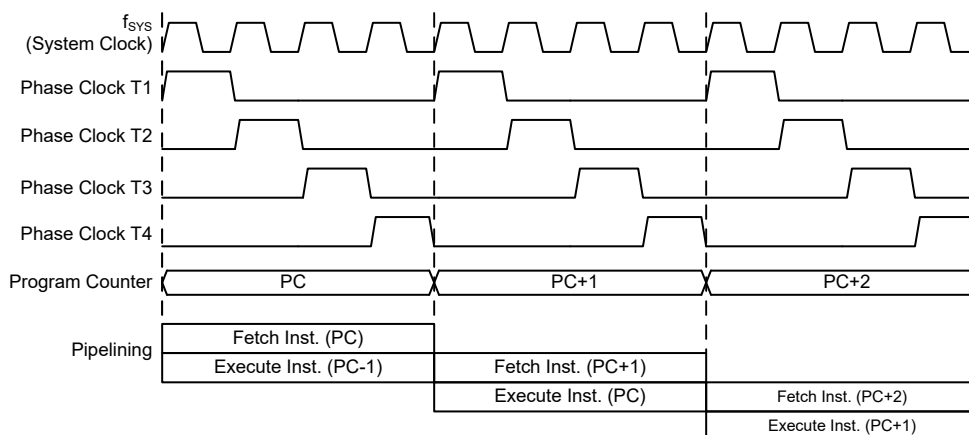 fSYS
(System Clock)
Phase Clock T1
Phase Clock T2
Phase Clock T3
Phase Clock T4
Program Counter PC PC+1 PC+2
Pipelining
Fetch Inst. (PC)
Execute Inst. (PC-1) Fetch Inst. (PC+1)
Execute Inst. (PC) Fetch Inst. (PC+2)
Execute Inst. (PC+1)